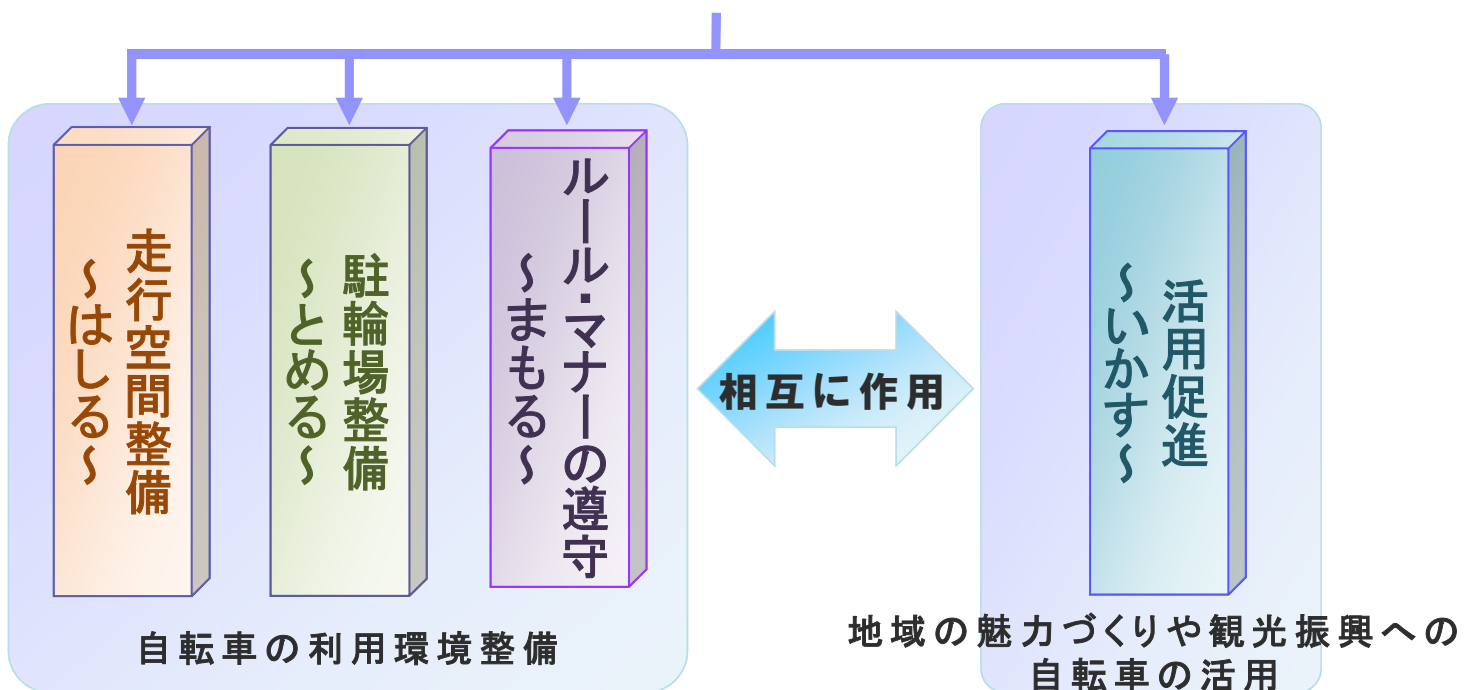 走行空間整備
～はしる～
駐輪場整備
～とめる～
ルール・マナーの遵守
～まもる～
自転車の利用環境整備
相互に作用
活用促進
～いかす～
地域の魅力づくりや観光振興への
自転車の活用